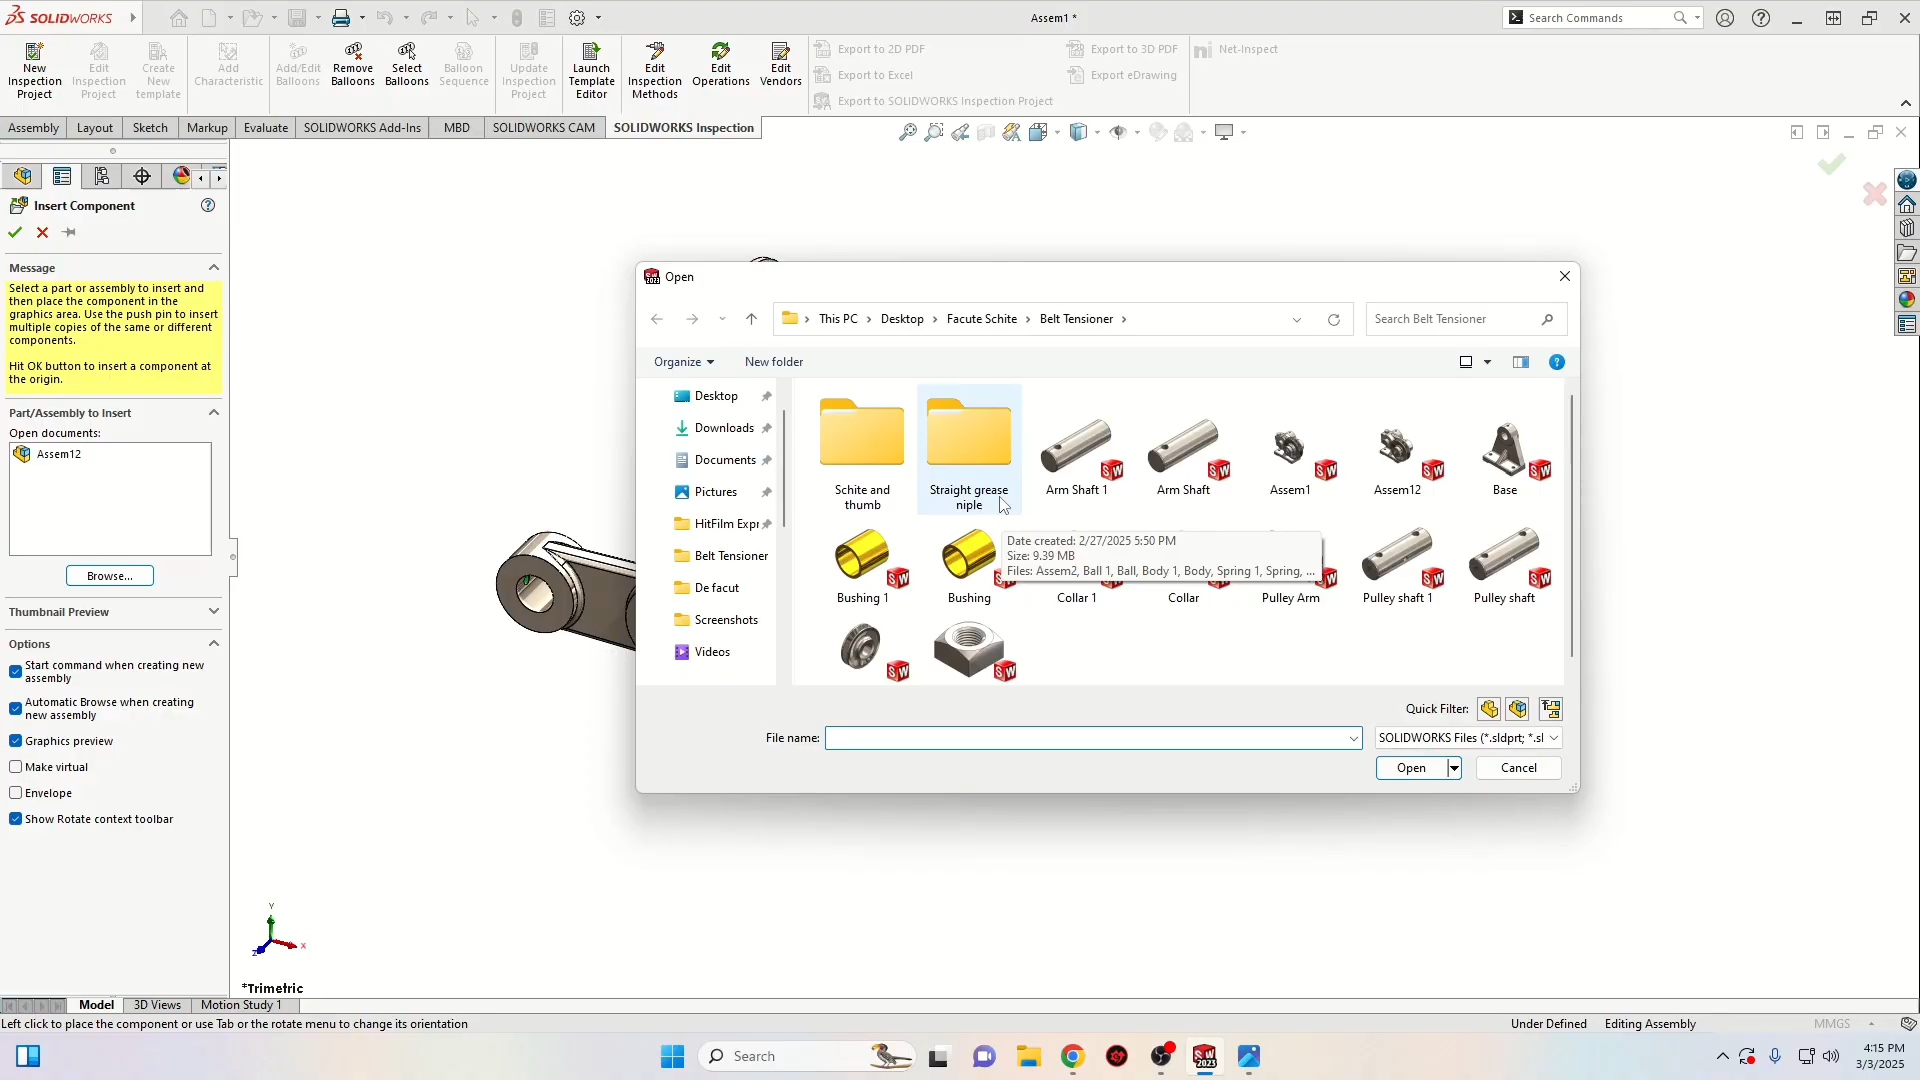 SOLIDWORKS
Assem1 *
Search Commands
New Inspection Project
Edit Inspection Project
Create New template
Add Characteristic
Add/Edit Balloons
Remove Balloons
Select Balloons
Balloon Sequence
Update Inspection Project
Launch Template Editor
Edit Inspection Methods
Edit Operations
Edit Vendors
Export to 2D PDF
Export to Excel
Export to SOLIDWORKS Inspection Project
Export to 3D PDF
Export eDrawing
Net-Inspect
Assembly
Layout
Sketch
Markup
Evaluate
SOLIDWORKS Add-Ins
MBD
SOLIDWORKS CAM
SOLIDWORKS Inspection
Insert Component
Message
Select a part or assembly to insert and
then place the component in the
graphics area. Use the push pin to insert
multiple copies of the same or different
components.
Hit OK button to insert a component at
the origin.
Part/Assembly to Insert
Open documents:
Assem12
Browse...
Thumbnail Preview
Options
Start command when creating new
assembly
Automatic Browse when creating
new assembly
Graphics preview
Make virtual
Envelope
Show Rotate context toolbar
Open
This PC
Desktop
Facute Schite
Belt Tensioner
Search Belt Tensioner
Organize
New folder
Desktop
Downloads
Documents
Pictures
HitFilm Expr
Belt Tensioner
De facut
Screenshots
Videos
Schite and
thumb
Straight grease
niple
Arm Shaft 1
Arm Shaft
Assem1
Assem12
Base
Date created: 2/27/2025 5:50 PM
Size: 9.39 MB
Files: Assem2, Ball 1, Ball, Body 1, Body, Spring 1, Spring, ...
Bushing 1
Bushing
Collar 1
Collar
Pulley Arm
Pulley shaft 1
Pulley shaft
Quick Filter:
File name:
SOLIDWORKS Files (*.sldprt; *.sl
Open
Cancel
Y
X
Z
*Trimetric
Model
3D Views
Motion Study 1
Left click to place the component or use Tab or the rotate menu to change its orientation
Under Defined
Editing Assembly
MMGS
Search
4:15 PM
3/3/2025